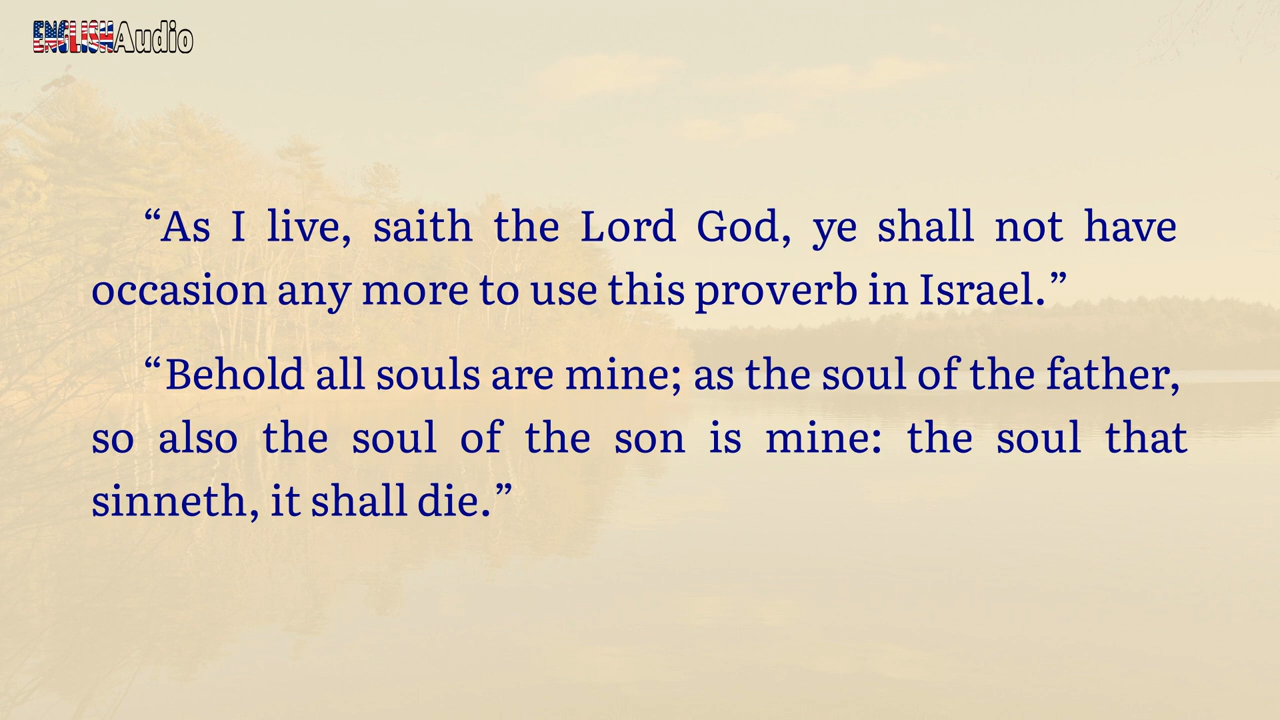 ENGLISHAudio
“As I live, saith the Lord God, ye shall not have
occasion any more to use this proverb in Israel.”
“Behold all souls are mine; as the soul of the father,
so also the soul of the son is mine: the soul that
sinneth, it shall die.”